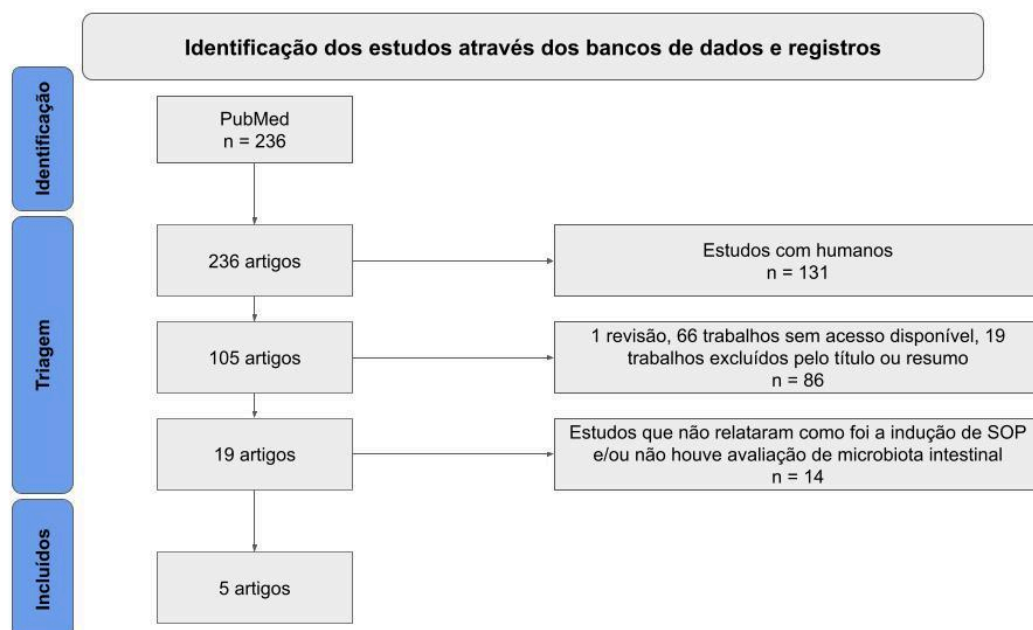 Identificação dos estudos através dos bancos de dados e registros
Identificação
PubMed
n = 236
Triagem
236 artigos
Estudos com humanos
n = 131
105 artigos
1 revisão, 66 trabalhos sem acesso disponível, 19
trabalhos excluídos pelo título ou resumo
n = 86
19 artigos
Estudos que não relataram como foi a indução de SOP
e/ou não houve avaliação de microbiota intestinal
n = 14
Incluídos
5 artigos